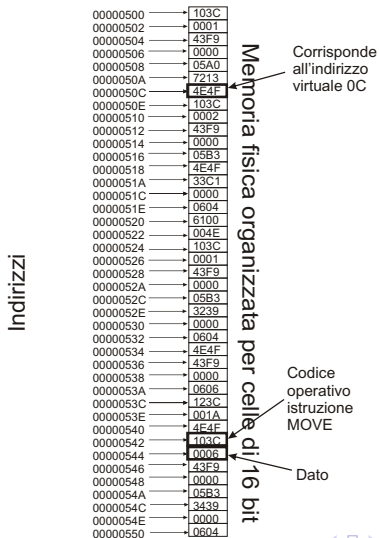 Indirizzi
00000500 103C
00000502 0001
00000504 43F9
00000506 0000
00000508 05A0
0000050A 7213
0000050C 4E4F
0000050E 103C
00000510 0002
00000512 43F9
00000514 0000
00000516 05B3
00000518 4E4F
0000051A 33C1
0000051C 0000
0000051E 0604
00000520 6100
00000522 004E
00000524 103C
00000526 0001
00000528 43F9
0000052A 0000
0000052C 05B3
0000052E 3239
00000530 0000
00000532 0604
00000534 4E4F
00000536 43F9
00000538 0000
0000053A 0606
0000053C 123C
0000053E 001A
00000540 4E4F
00000542 103C
00000544 0006
00000546 43F9
00000548 0000
0000054A 05B3
0000054C 3439
0000054E 0000
00000550 0604
Memoria fisica organizzata per celle di 16 bit
Corrisponde
all'indirizzo
virtuale 0C
Codice
operativo
istruzione
MOVE
Dato